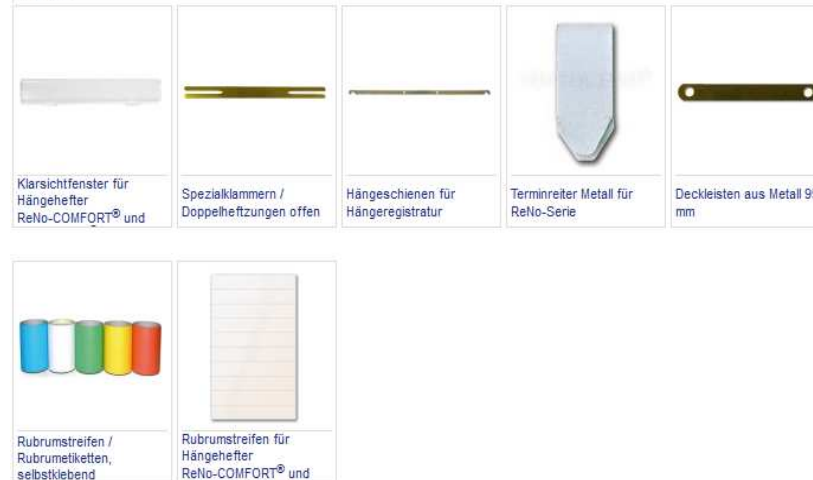 Klarsichtfenster für
Hängehefter
ReNo-COMFORT® und
Spezialklammern /
Doppelheftzungen offen
Hängeschienen für
Hängeregistratur
Terminreiter Metall für
ReNo-Serie
Deckleisten aus Metall
mm
Rubrumstreifen /
Rubrumetiketten,
selbstklebend
Rubrumstreifen für
Hängehefter
ReNo-COMFORT® und